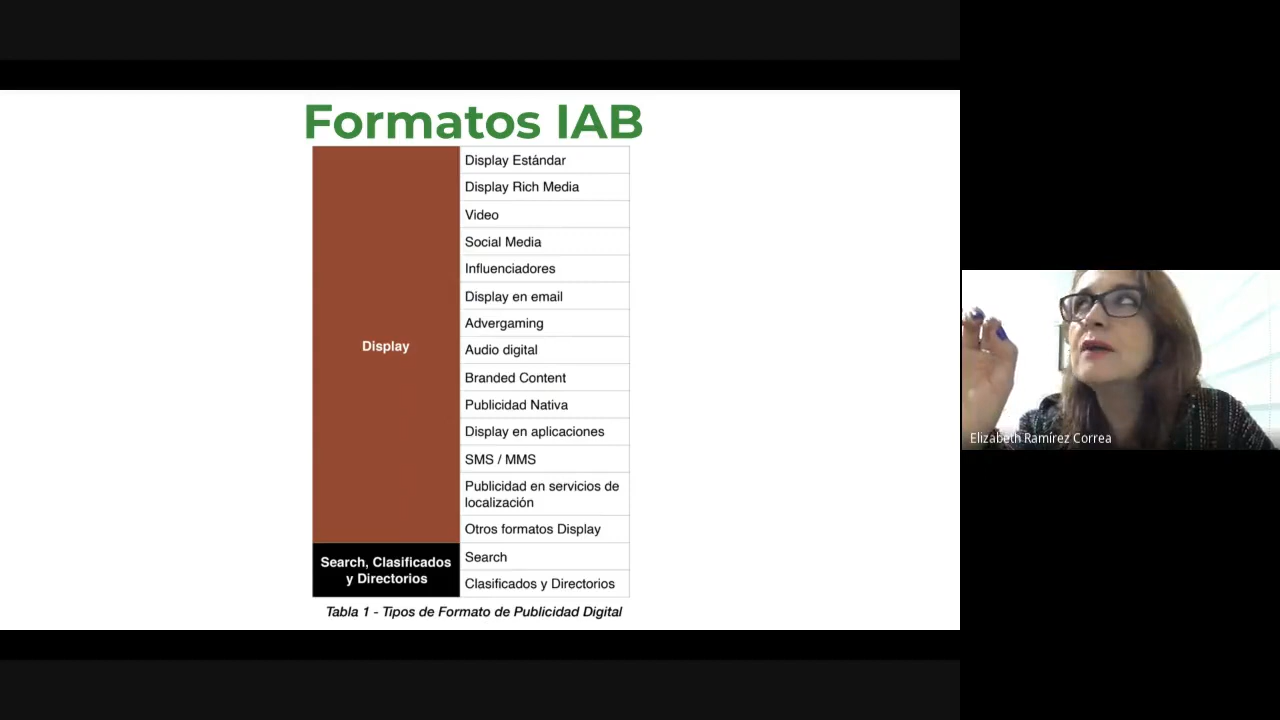 Formatos IAB
Display
Display Estándar
Display Rich Media
Video
Social Media
Influenciadores
Display en email
Advergaming
Audio digital
Branded Content
Publicidad Nativa
Display en aplicaciones
SMS / MMS
Publicidad en servicios de
localización
Otros formatos Display
Search, Clasificados
y Directorios
Search
Clasificados y Directorios
Tabla 1 - Tipos de Formato de Publicidad Digital
Elizabeth Ramírez Correa